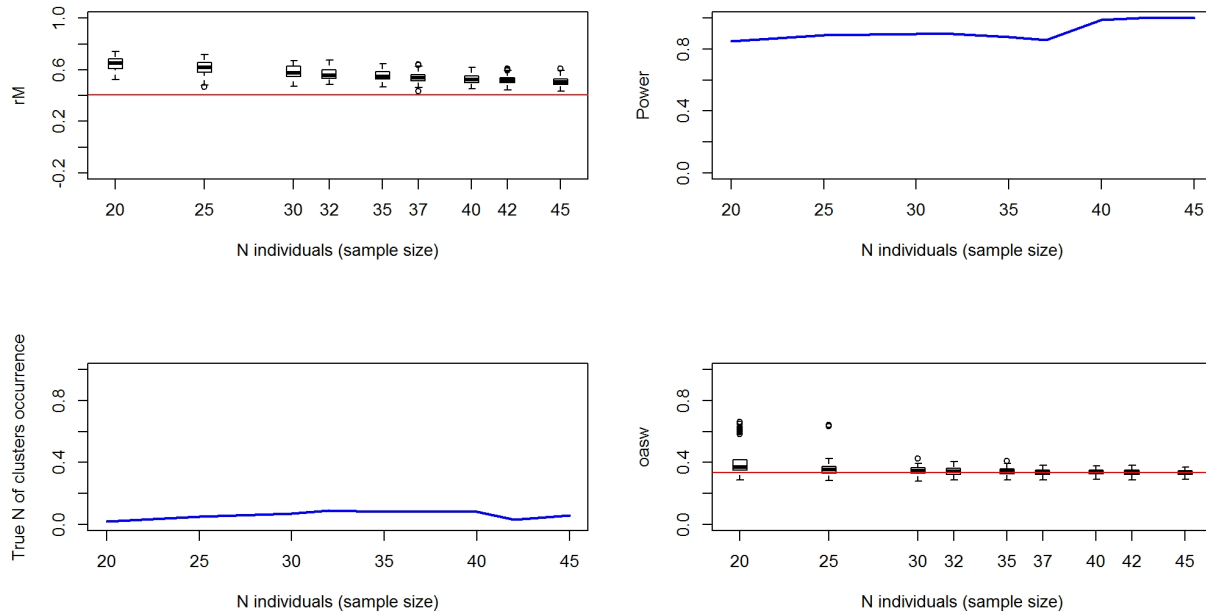 rM
1.0
0.6
0.2
-0.2
20 25 30 32 35 37 40 42 45
N individuals (sample size)
Power
0.8
0.4
0.0
20 25 30 35 40 45
N individuals (sample size)
True N of clusters occurrence
0.8
0.4
0.0
20 25 30 35 40 45
N individuals (sample size)
oasw
0.8
0.4
0.0
20 25 30 32 35 37 40 42 45
N individuals (sample size)